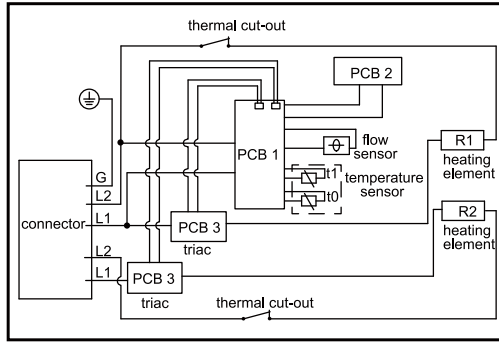 thermal cut-out
PCB 2
PCB 1
flow
sensor
R1
heating
element
t1
temperature
sensor
t0
G
L2
connector
L1
PCB 3
triac
R2
heating
element
L2
L1
PCB 3
triac
thermal cut-out